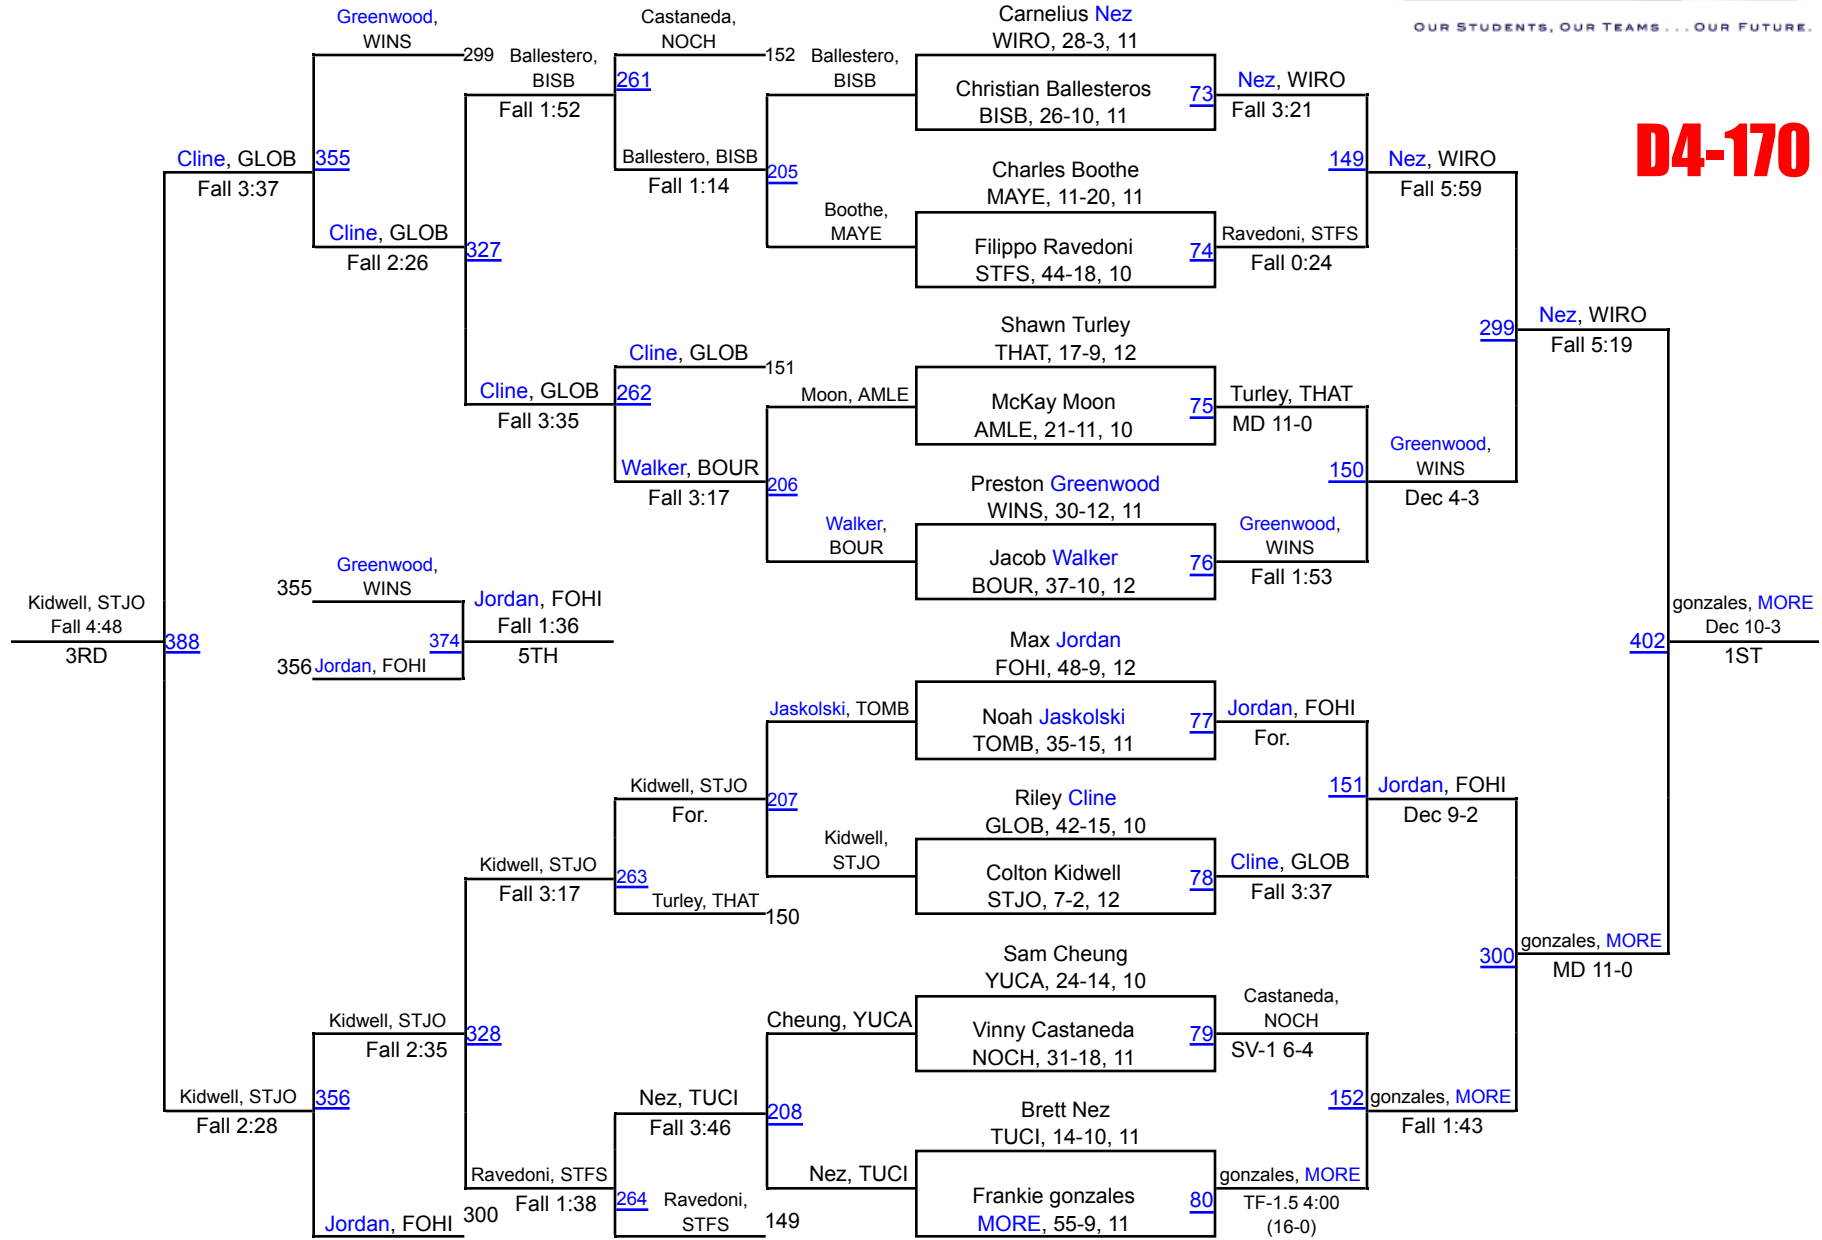 OUR STUDENTS, OUR TEAMS . . . OUR FUTURE.
D4-170
Greenwood,
WINS
299
Ballestero,
BISB
Fall 1:52
Castaneda,
NOCH
152
261
Ballestero,
BISB
Carnelius Nez
WIRO, 28-3, 11
Christian Ballesteros
BISB, 26-10, 11
73
Nez, WIRO
Fall 3:21
Cline, GLOB
Fall 3:37
355
Ballestero, BISB
Fall 1:14
205
Charles Boothe
MAYE, 11-20, 11
149
Nez, WIRO
Fall 5:59
Cline, GLOB
Fall 2:26
327
Boothe,
MAYE
Filippo Ravedoni
STFS, 44-18, 10
74
Ravedoni, STFS
Fall 0:24
Shawn Turley
THAT, 17-9, 12
299
Nez, WIRO
Fall 5:19
Cline, GLOB
151
Cline, GLOB
Fall 3:35
262
Moon, AMLE
McKay Moon
AMLE, 21-11, 10
75
Turley, THAT
MD 11-0
Walker, BOUR
Fall 3:17
206
Preston Greenwood
WINS, 30-12, 11
150
Greenwood,
WINS
Dec 4-3
Walker,
BOUR
Jacob Walker
BOUR, 37-10, 12
76
Greenwood,
WINS
Fall 1:53
355
Greenwood,
WINS
Jordan, FOHI
Fall 1:36
5TH
374
356
Jordan, FOHI
Kidwell, STJO
Fall 4:48
3RD
388
Max Jordan
FOHI, 48-9, 12
402
gonzales, MORE
Dec 10-3
1ST
Jaskolski, TOMB
Noah Jaskolski
TOMB, 35-15, 11
77
Jordan, FOHI
For.
Kidwell, STJO
For.
207
Riley Cline
GLOB, 42-15, 10
151
Jordan, FOHI
Dec 9-2
Kidwell, STJO
Fall 3:17
263
Turley, THAT
150
Kidwell,
STJO
Colton Kidwell
STJO, 7-2, 12
78
Cline, GLOB
Fall 3:37
Sam Cheung
YUCA, 24-14, 10
300
gonzales, MORE
MD 11-0
Kidwell, STJO
Fall 2:35
328
Cheung, YUCA
Vinny Castaneda
NOCH, 31-18, 11
79
Castaneda,
NOCH
SV-1 6-4
Kidwell, STJO
Fall 2:28
356
Nez, TUCI
Fall 3:46
208
Brett Nez
TUCI, 14-10, 11
152
gonzales, MORE
Fall 1:43
Ravedoni, STFS
Fall 1:38
264
Ravedoni,
STFS
149
Nez, TUCI
Frankie gonzales
MORE, 55-9, 11
80
gonzales, MORE
TF-1.5 4:00
(16-0)
Jordan, FOHI
300